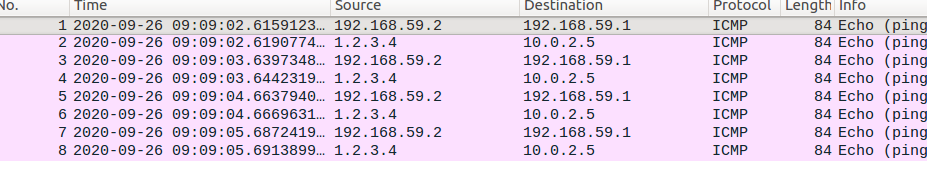 No. Time Source Destination Protocol Length Info
1 2020-09-26 09:09:02.6159123… 192.168.59.2 192.168.59.1 ICMP 84 Echo (ping
2 2020-09-26 09:09:02.6190774… 1.2.3.4 10.0.2.5 ICMP 84 Echo (ping
3 2020-09-26 09:09:03.6397348… 192.168.59.2 192.168.59.1 ICMP 84 Echo (ping
4 2020-09-26 09:09:03.6442319… 1.2.3.4 10.0.2.5 ICMP 84 Echo (ping
5 2020-09-26 09:09:04.6637940… 192.168.59.2 192.168.59.1 ICMP 84 Echo (ping
6 2020-09-26 09:09:04.6669631… 1.2.3.4 10.0.2.5 ICMP 84 Echo (ping
7 2020-09-26 09:09:05.6872419… 192.168.59.2 192.168.59.1 ICMP 84 Echo (ping
8 2020-09-26 09:09:05.6913899… 1.2.3.4 10.0.2.5 ICMP 84 Echo (ping